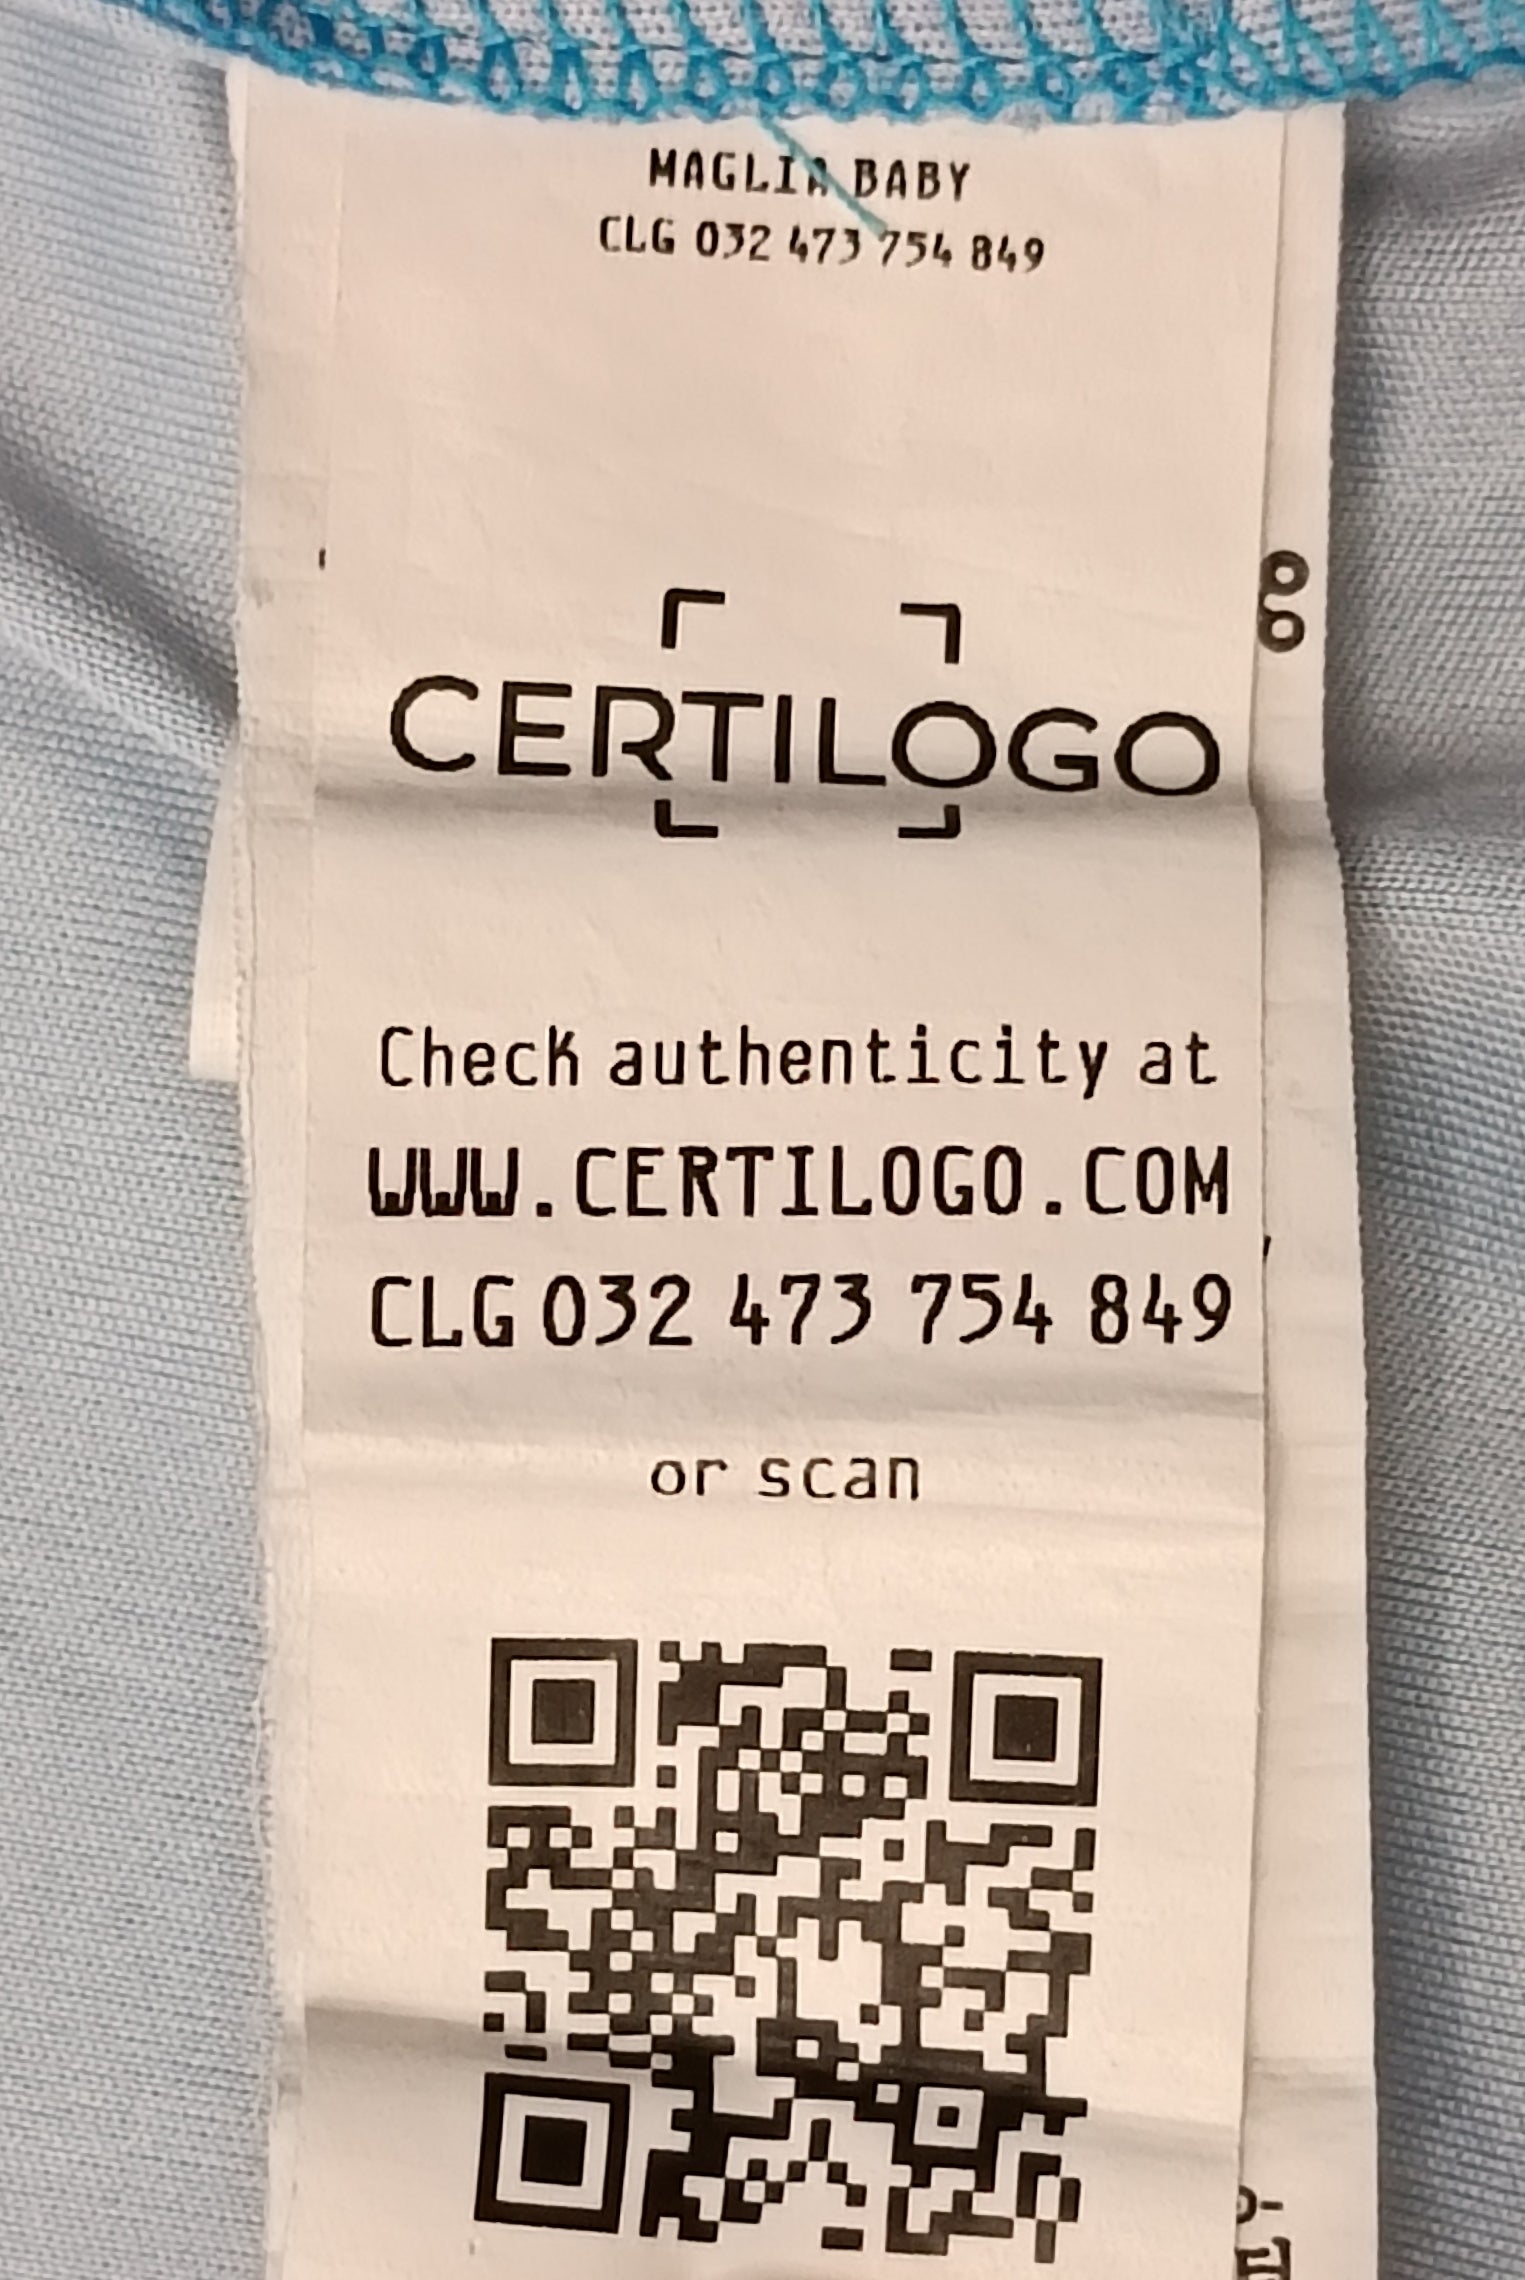 MAGLIA BABY
CLG 032 473 754 849
CERTILOGO
Check authenticity at
WWW.CERTILOGO.COM
CLG 032 473 754 849
or scan